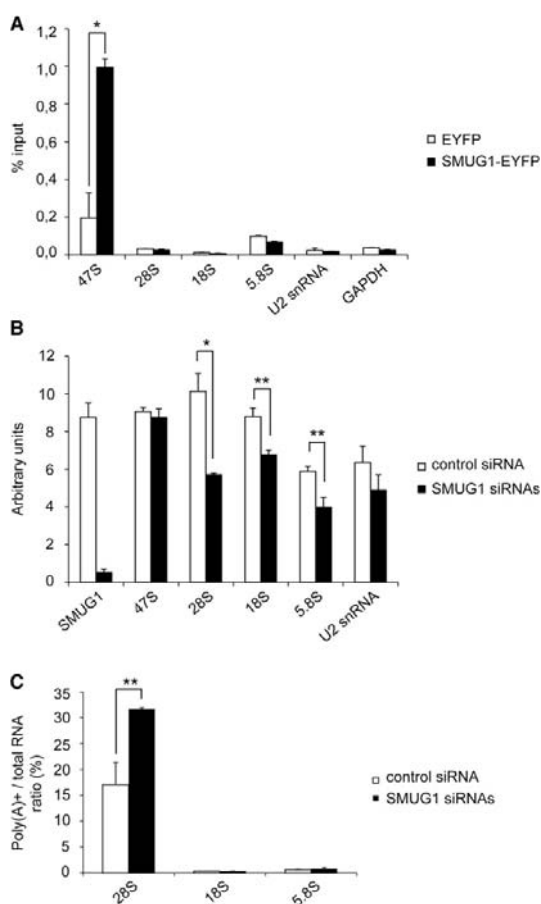 A
*
1,2
1,0
0,8
0,6
0,4
0,2
0,0
% input
EYFP
SMUG1-EYFP
47S
28S
18S
5.8S
U2 snRNA
GAPDH
B
*
**
**
12
10
8
6
4
2
0
Arbitrary units
control siRNA
SMUG1 siRNAs
SMUG1
47S
28S
18S
5.8S
U2 snRNA
C
**
35
30
25
20
15
10
5
0
Poly(A)+ / total RNA
ratio (%)
control siRNA
SMUG1 siRNAs
28S
18S
5.8S